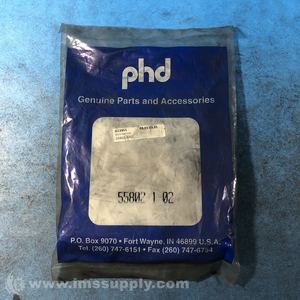 phd
Genuine Parts and Accessories
55802 1 02
P.O. Box 9070 • Fort Wayne, IN 46899 U.S.A.
Tel. (260) 747-6151 • Fax (260) 747-6754
© www.imssupply.com